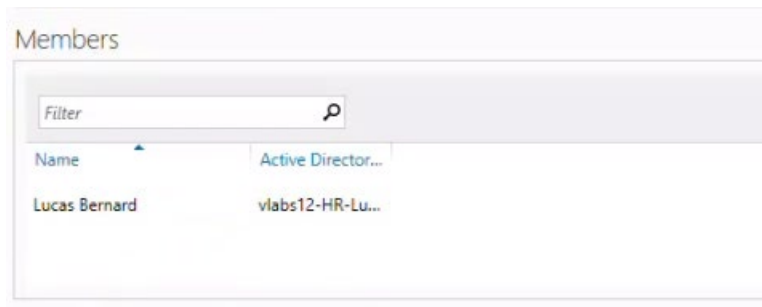 Members
Filter
Name Active Director...
Lucas Bernard vlabs12-HR-Lu...